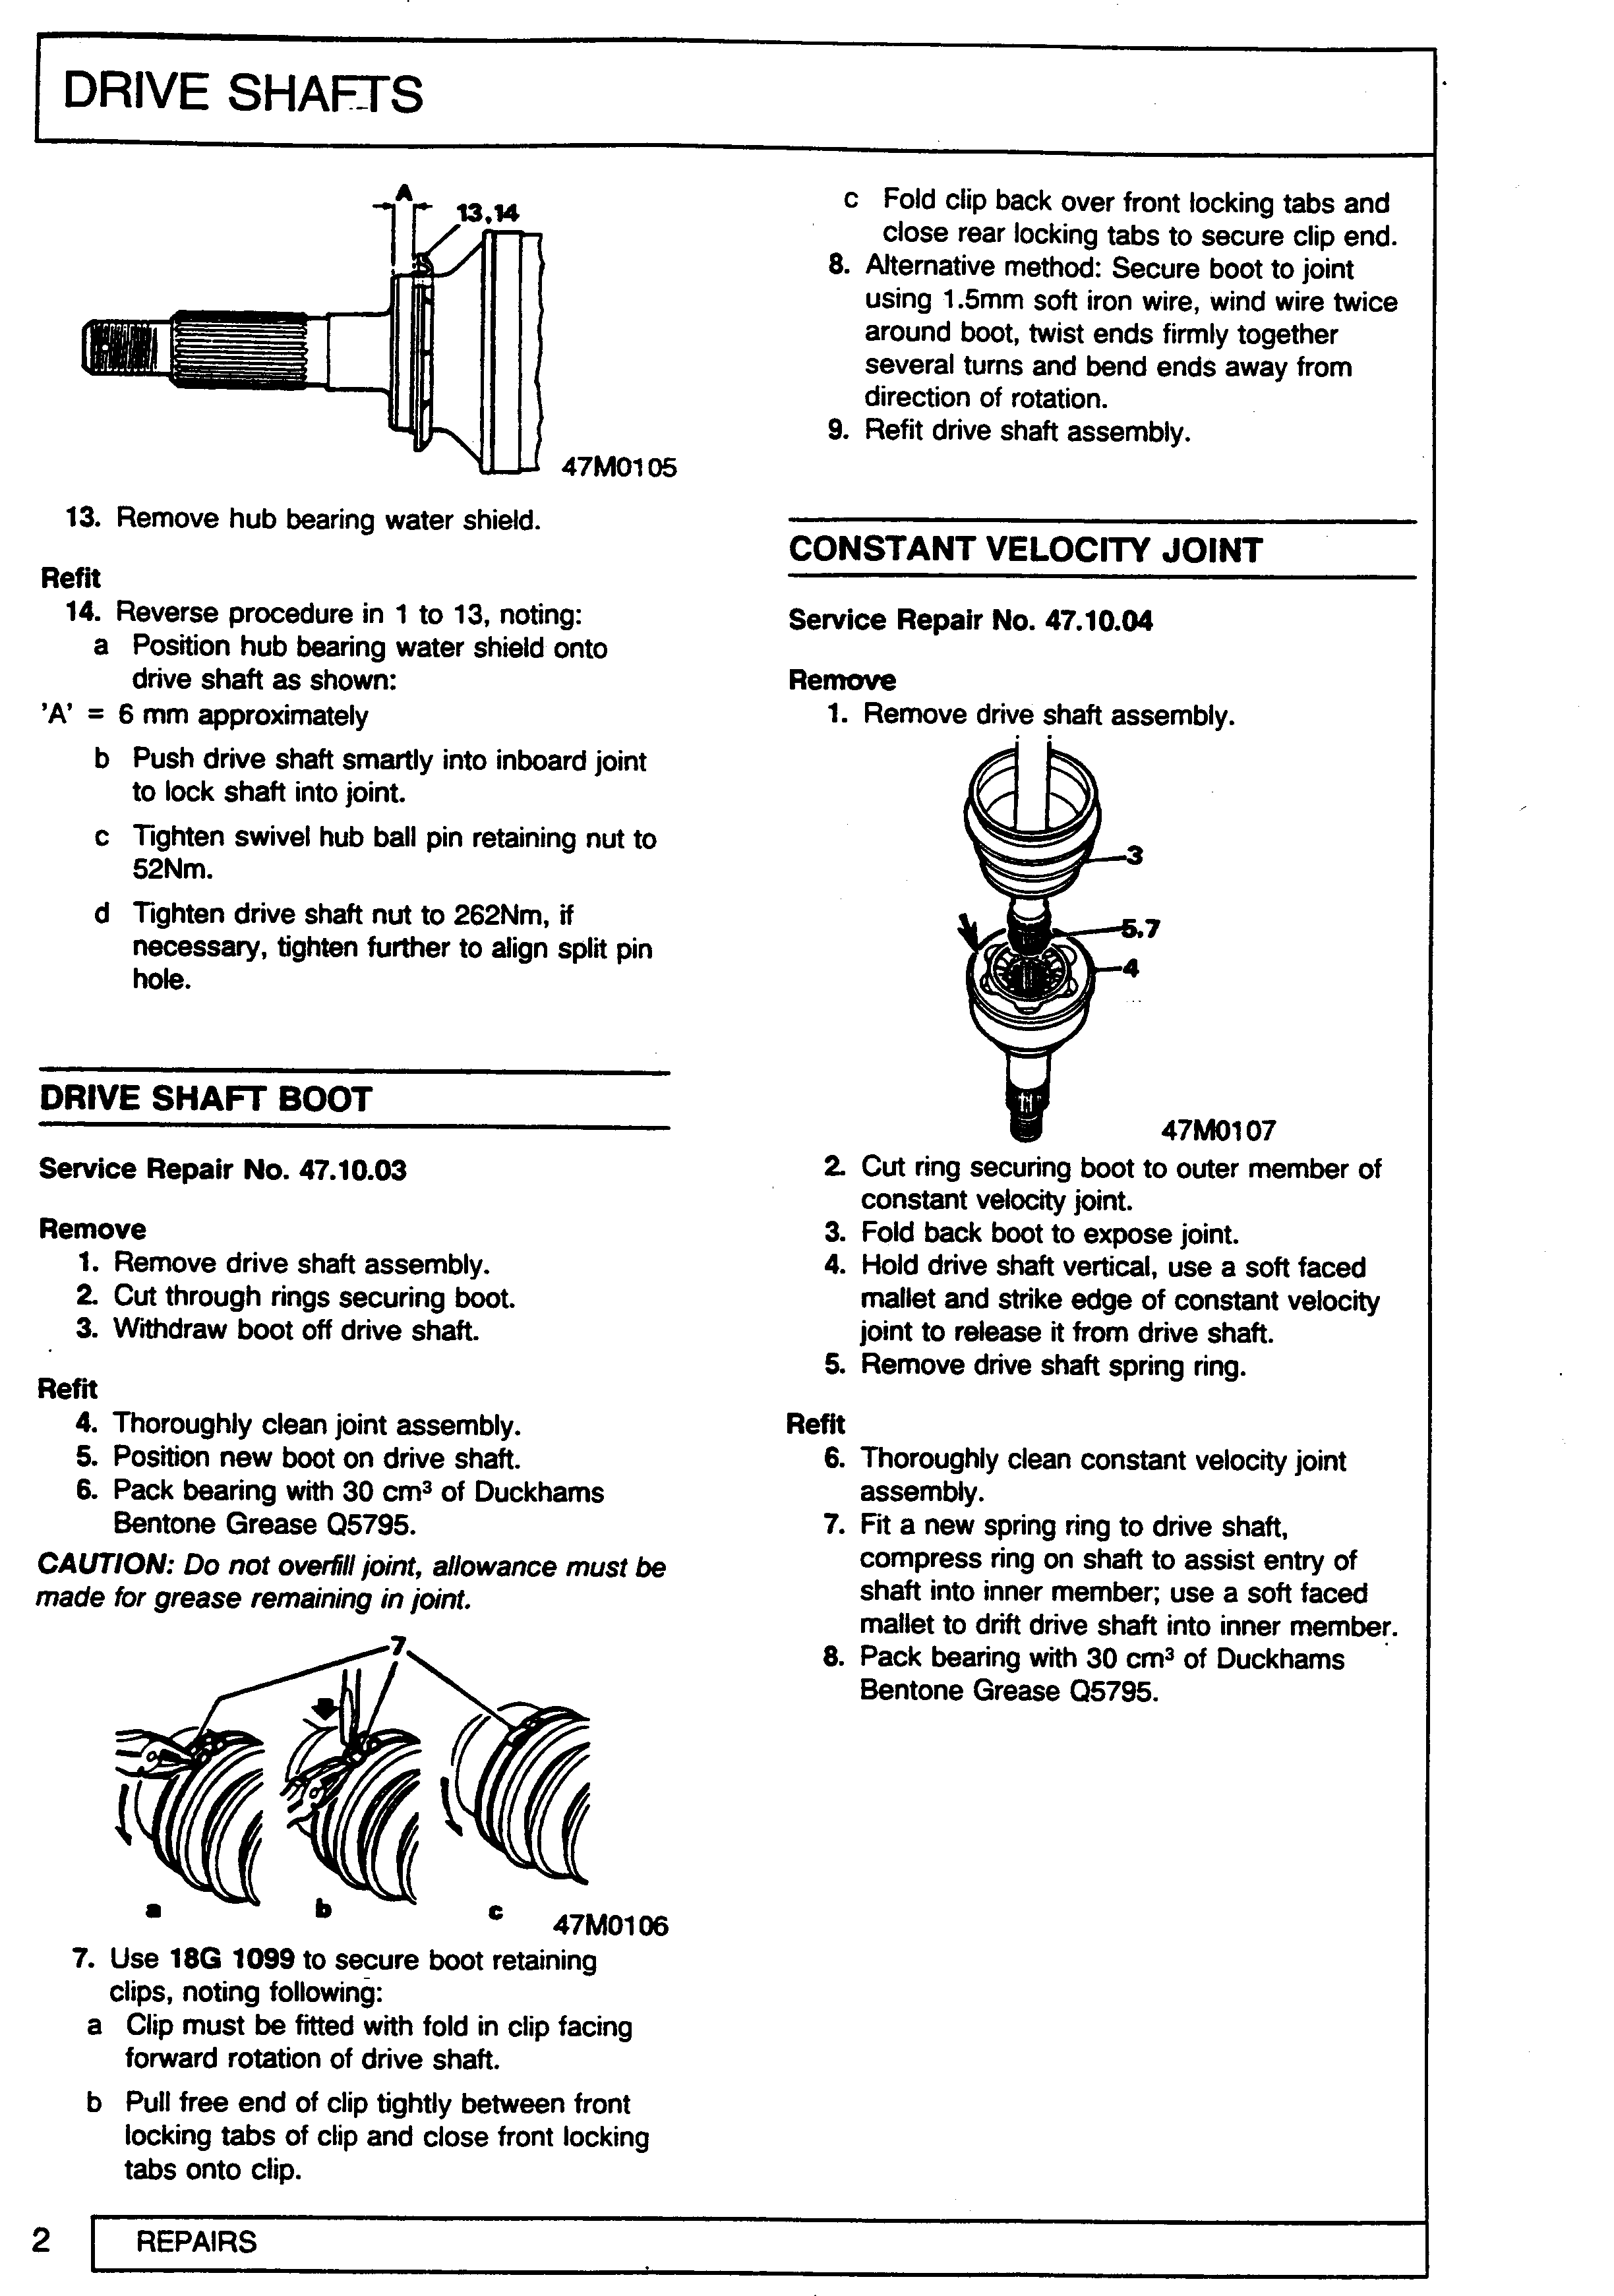 DRIVE SHAFTS
A
13,14
47M0105
13. Remove hub bearing water shield.
Refit
14. Reverse procedure in 1 to 13, noting:
a Position hub bearing water shield onto
drive shaft as shown:
'A' = 6 mm approximately
b Push drive shaft smartly into inboard joint
to lock shaft into joint.
c Tighten swivel hub ball pin retaining nut to
52Nm.
d Tighten drive shaft nut to 262Nm, if
necessary, tighten further to align split pin
hole.
DRIVE SHAFT BOOT
Service Repair No. 47.10.03
Remove
1. Remove drive shaft assembly.
2. Cut through rings securing boot.
3. Withdraw boot off drive shaft.
Refit
4. Thoroughly clean joint assembly.
5. Position new boot on drive shaft.
6. Pack bearing with 30 cm³ of Duckhams
Bentone Grease Q5795.
CAUTION: Do not overfill joint, allowance must be
made for grease remaining in joint.
7
a b c
47M0106
7. Use 18G 1099 to secure boot retaining
clips, noting following:
a Clip must be fitted with fold in clip facing
forward rotation of drive shaft.
b Pull free end of clip tightly between front
locking tabs of clip and close front locking
tabs onto clip.
c Fold clip back over front locking tabs and
close rear locking tabs to secure clip end.
8. Alternative method: Secure boot to joint
using 1.5mm soft iron wire, wind wire twice
around boot, twist ends firmly together
several turns and bend ends away from
direction of rotation.
9. Refit drive shaft assembly.
CONSTANT VELOCITY JOINT
Service Repair No. 47.10.04
Remove
1. Remove drive shaft assembly.
3
5.7
4
47M0107
2. Cut ring securing boot to outer member of
constant velocity joint.
3. Fold back boot to expose joint.
4. Hold drive shaft vertical, use a soft faced
mallet and strike edge of constant velocity
joint to release it from drive shaft.
5. Remove drive shaft spring ring.
Refit
6. Thoroughly clean constant velocity joint
assembly.
7. Fit a new spring ring to drive shaft,
compress ring on shaft to assist entry of
shaft into inner member; use a soft faced
mallet to drift drive shaft into inner member.
8. Pack bearing with 30 cm³ of Duckhams
Bentone Grease Q5795.
2
REPAIRS